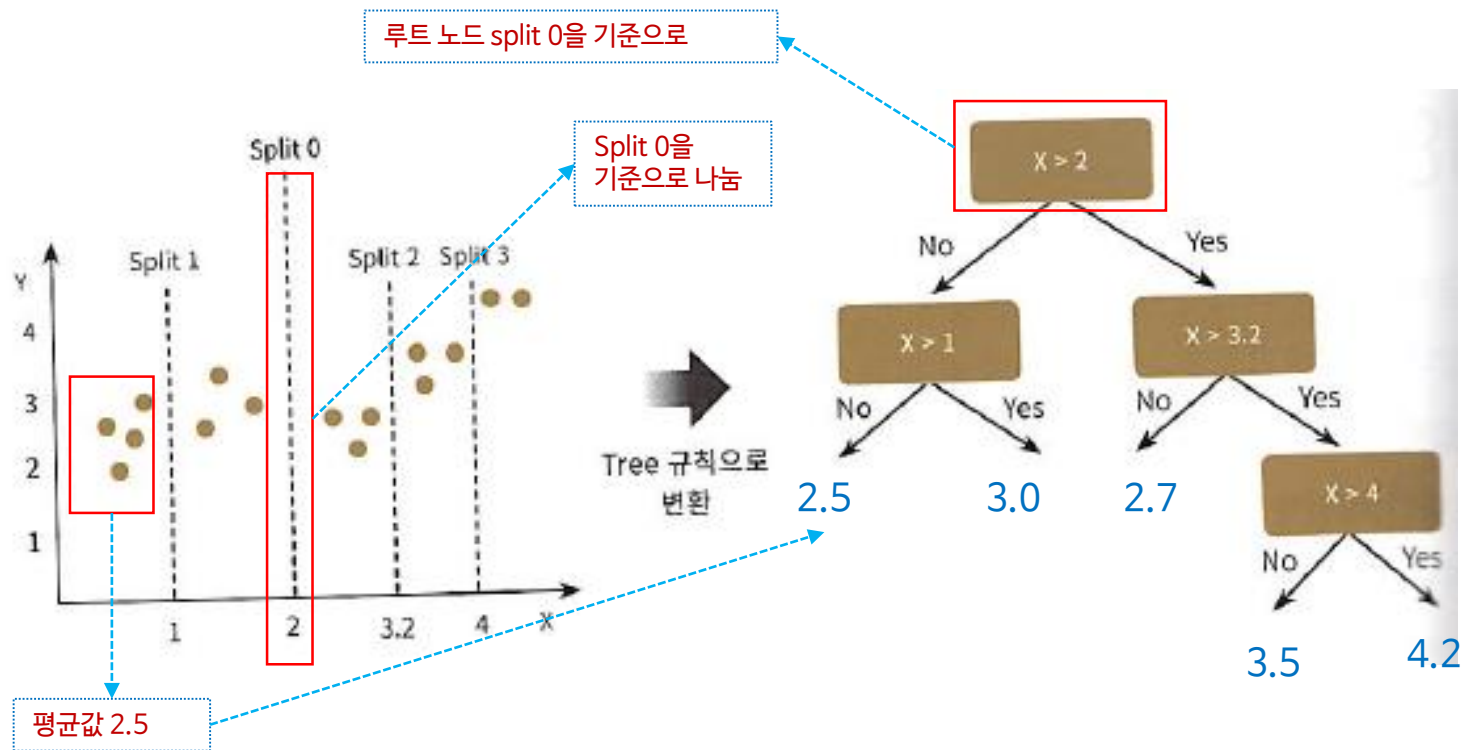 루트 노드 split 0을 기준으로
Split 0을
기준으로 나눔
Split 0
Split 1
Split 2
Split 3
Y
4
3
2
1
1
2
3.2
4
X
평균값 2.5
Tree 규칙으로
변환
X > 2
No
Yes
X > 1
X > 3.2
No
Yes
No
Yes
2.5
3.0
2.7
X > 4
No
Yes
3.5
4.2